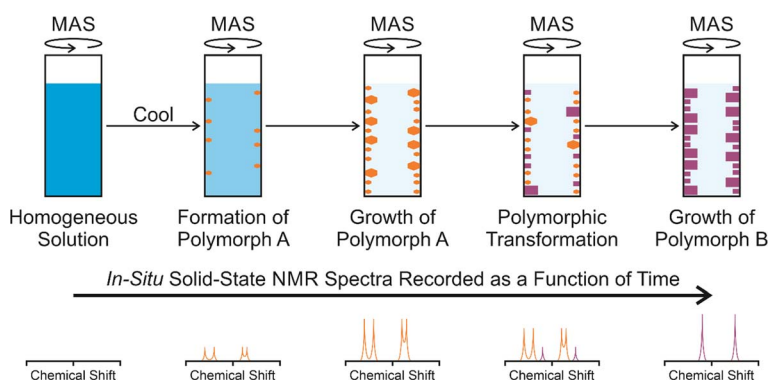 MAS MAS MAS MAS MAS
Cool
Homogeneous Solution
Formation of Polymorph A
Growth of Polymorph A
Polymorphic Transformation
Growth of Polymorph B
In-Situ Solid-State NMR Spectra Recorded as a Function of Time
Chemical Shift Chemical Shift Chemical Shift Chemical Shift Chemical Shift